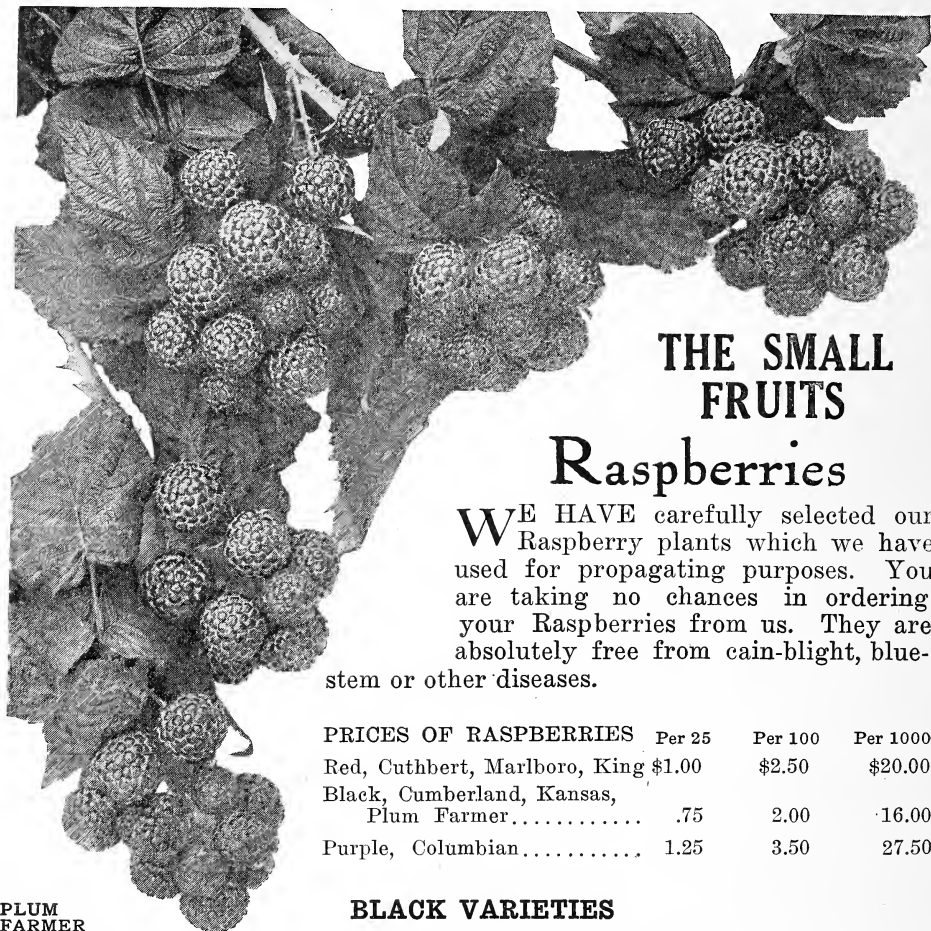 THE SMALL
FRUITS
Raspberries
WE HAVE carefully selected our
Raspberry plants which we have
used for propagating purposes. You
are taking no chances in ordering
your Raspberries from us. They are
absolutely free from cain-blight, blue-
stem or other diseases.
PRICES OF RASPBERRIES Per 25 Per 100 Per 1000
Red, Cuthbert, Marlboro, King $1.00 $2.50 $20.00
Black, Cumberland, Kansas,
Plum Farmer............ .75 2.00 16.00
Purple, Columbian........... 1.25 3.50 27.50
PLUM
FARMER
BLACK VARIETIES